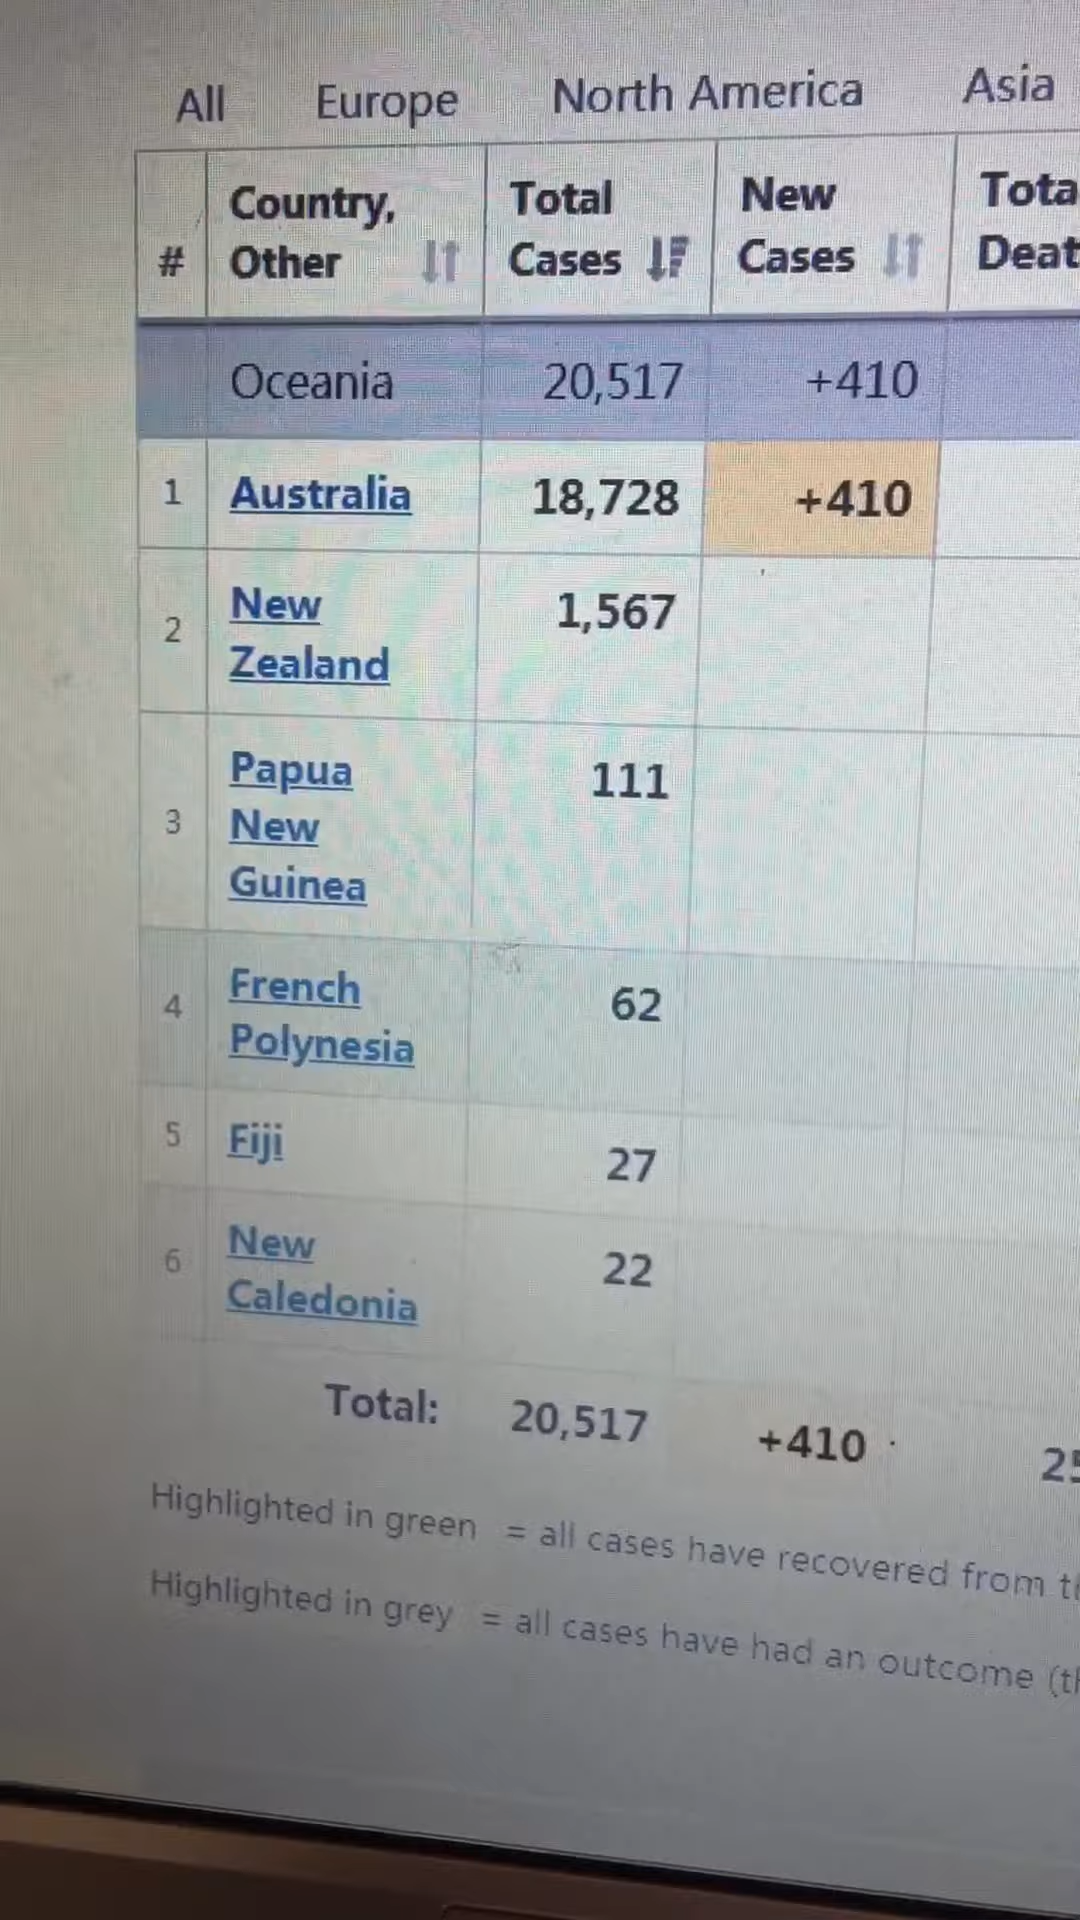 All Europe North America Asia
# Country, Other Total Cases New Cases Tota Deat
Oceania 20,517 +410
1 Australia 18,728 +410
2 New Zealand 1,567
3 Papua New Guinea 111
4 French Polynesia 62
5 Fiji 27
6 New Caledonia 22
Total: 20,517 +410 25
Highlighted in green = all cases have recovered from th
Highlighted in grey = all cases have had an outcome (th